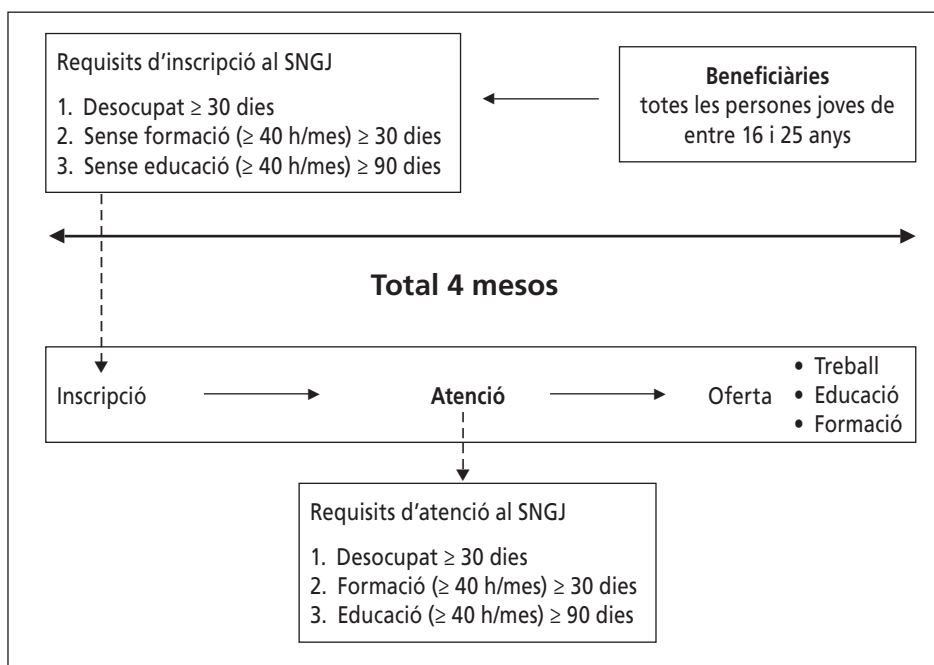 Requisits d’inscripció al SNGJ
1. Desocupat ≥ 30 dies
2. Sense formació (≥ 40 h/mes) ≥ 30 dies
3. Sense educació (≥ 40 h/mes) ≥ 90 dies
Beneficiàries
totes les persones joves de
entre 16 i 25 anys
Total 4 mesos
Inscripció
Atenció
Oferta
• Treball
• Educació
• Formació
Requisits d’atenció al SNGJ
1. Desocupat ≥ 30 dies
2. Formació (≥ 40 h/mes) ≥ 30 dies
3. Educació (≥ 40 h/mes) ≥ 90 dies